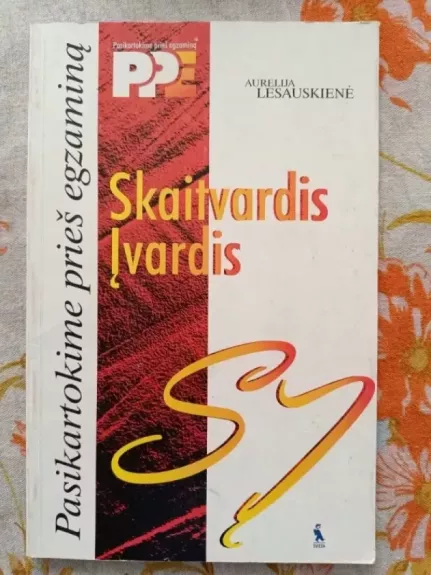 Pasikartokime prieš egzaminą
Pasikartokime prieš egzaminą
PPE
AURELIJA
LESAUSKIENĖ
Skaitvardis
Įvardis